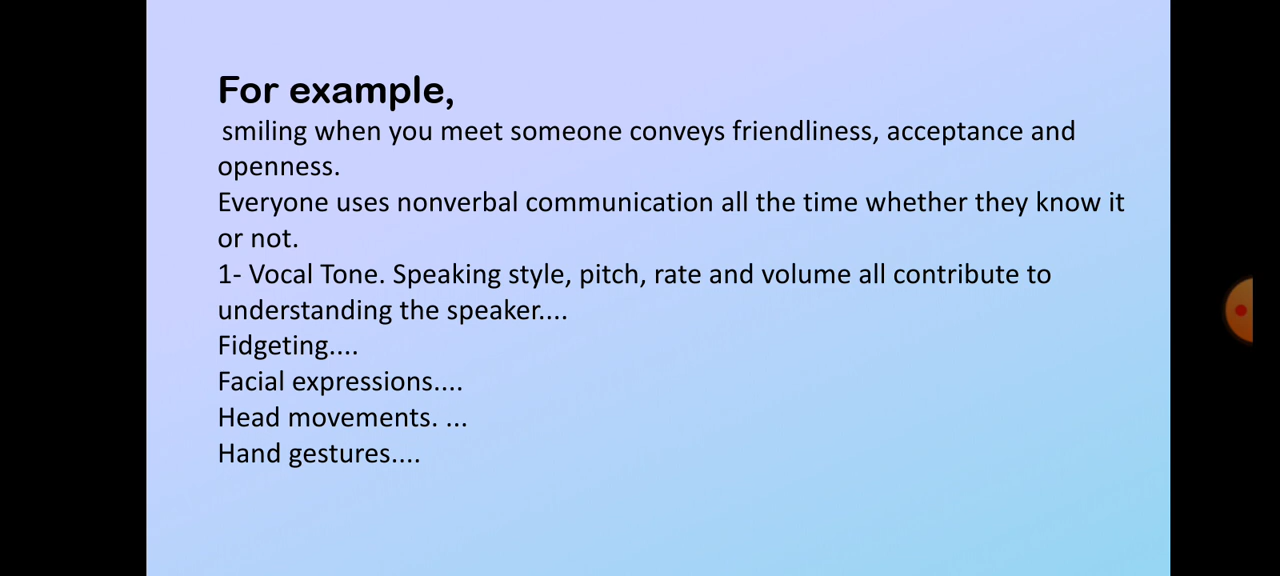 For example,
smiling when you meet someone conveys friendliness, acceptance and
openness.
Everyone uses nonverbal communication all the time whether they know it
or not.
1- Vocal Tone. Speaking style, pitch, rate and volume all contribute to
understanding the speaker....
Fidgeting....
Facial expressions....
Head movements. ...
Hand gestures....